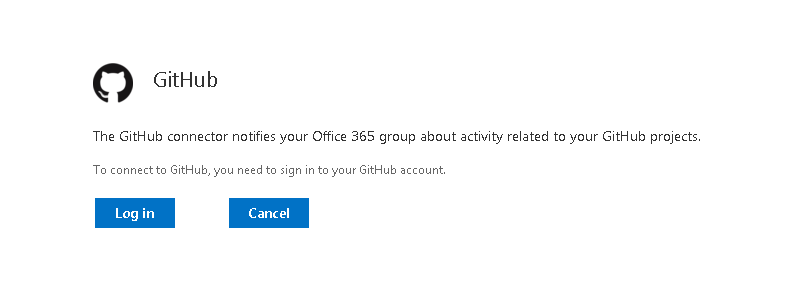 GitHub
The GitHub connector notifies your Office 365 group about activity related to your GitHub projects.
To connect to GitHub, you need to sign in to your GitHub account.
Log in Cancel